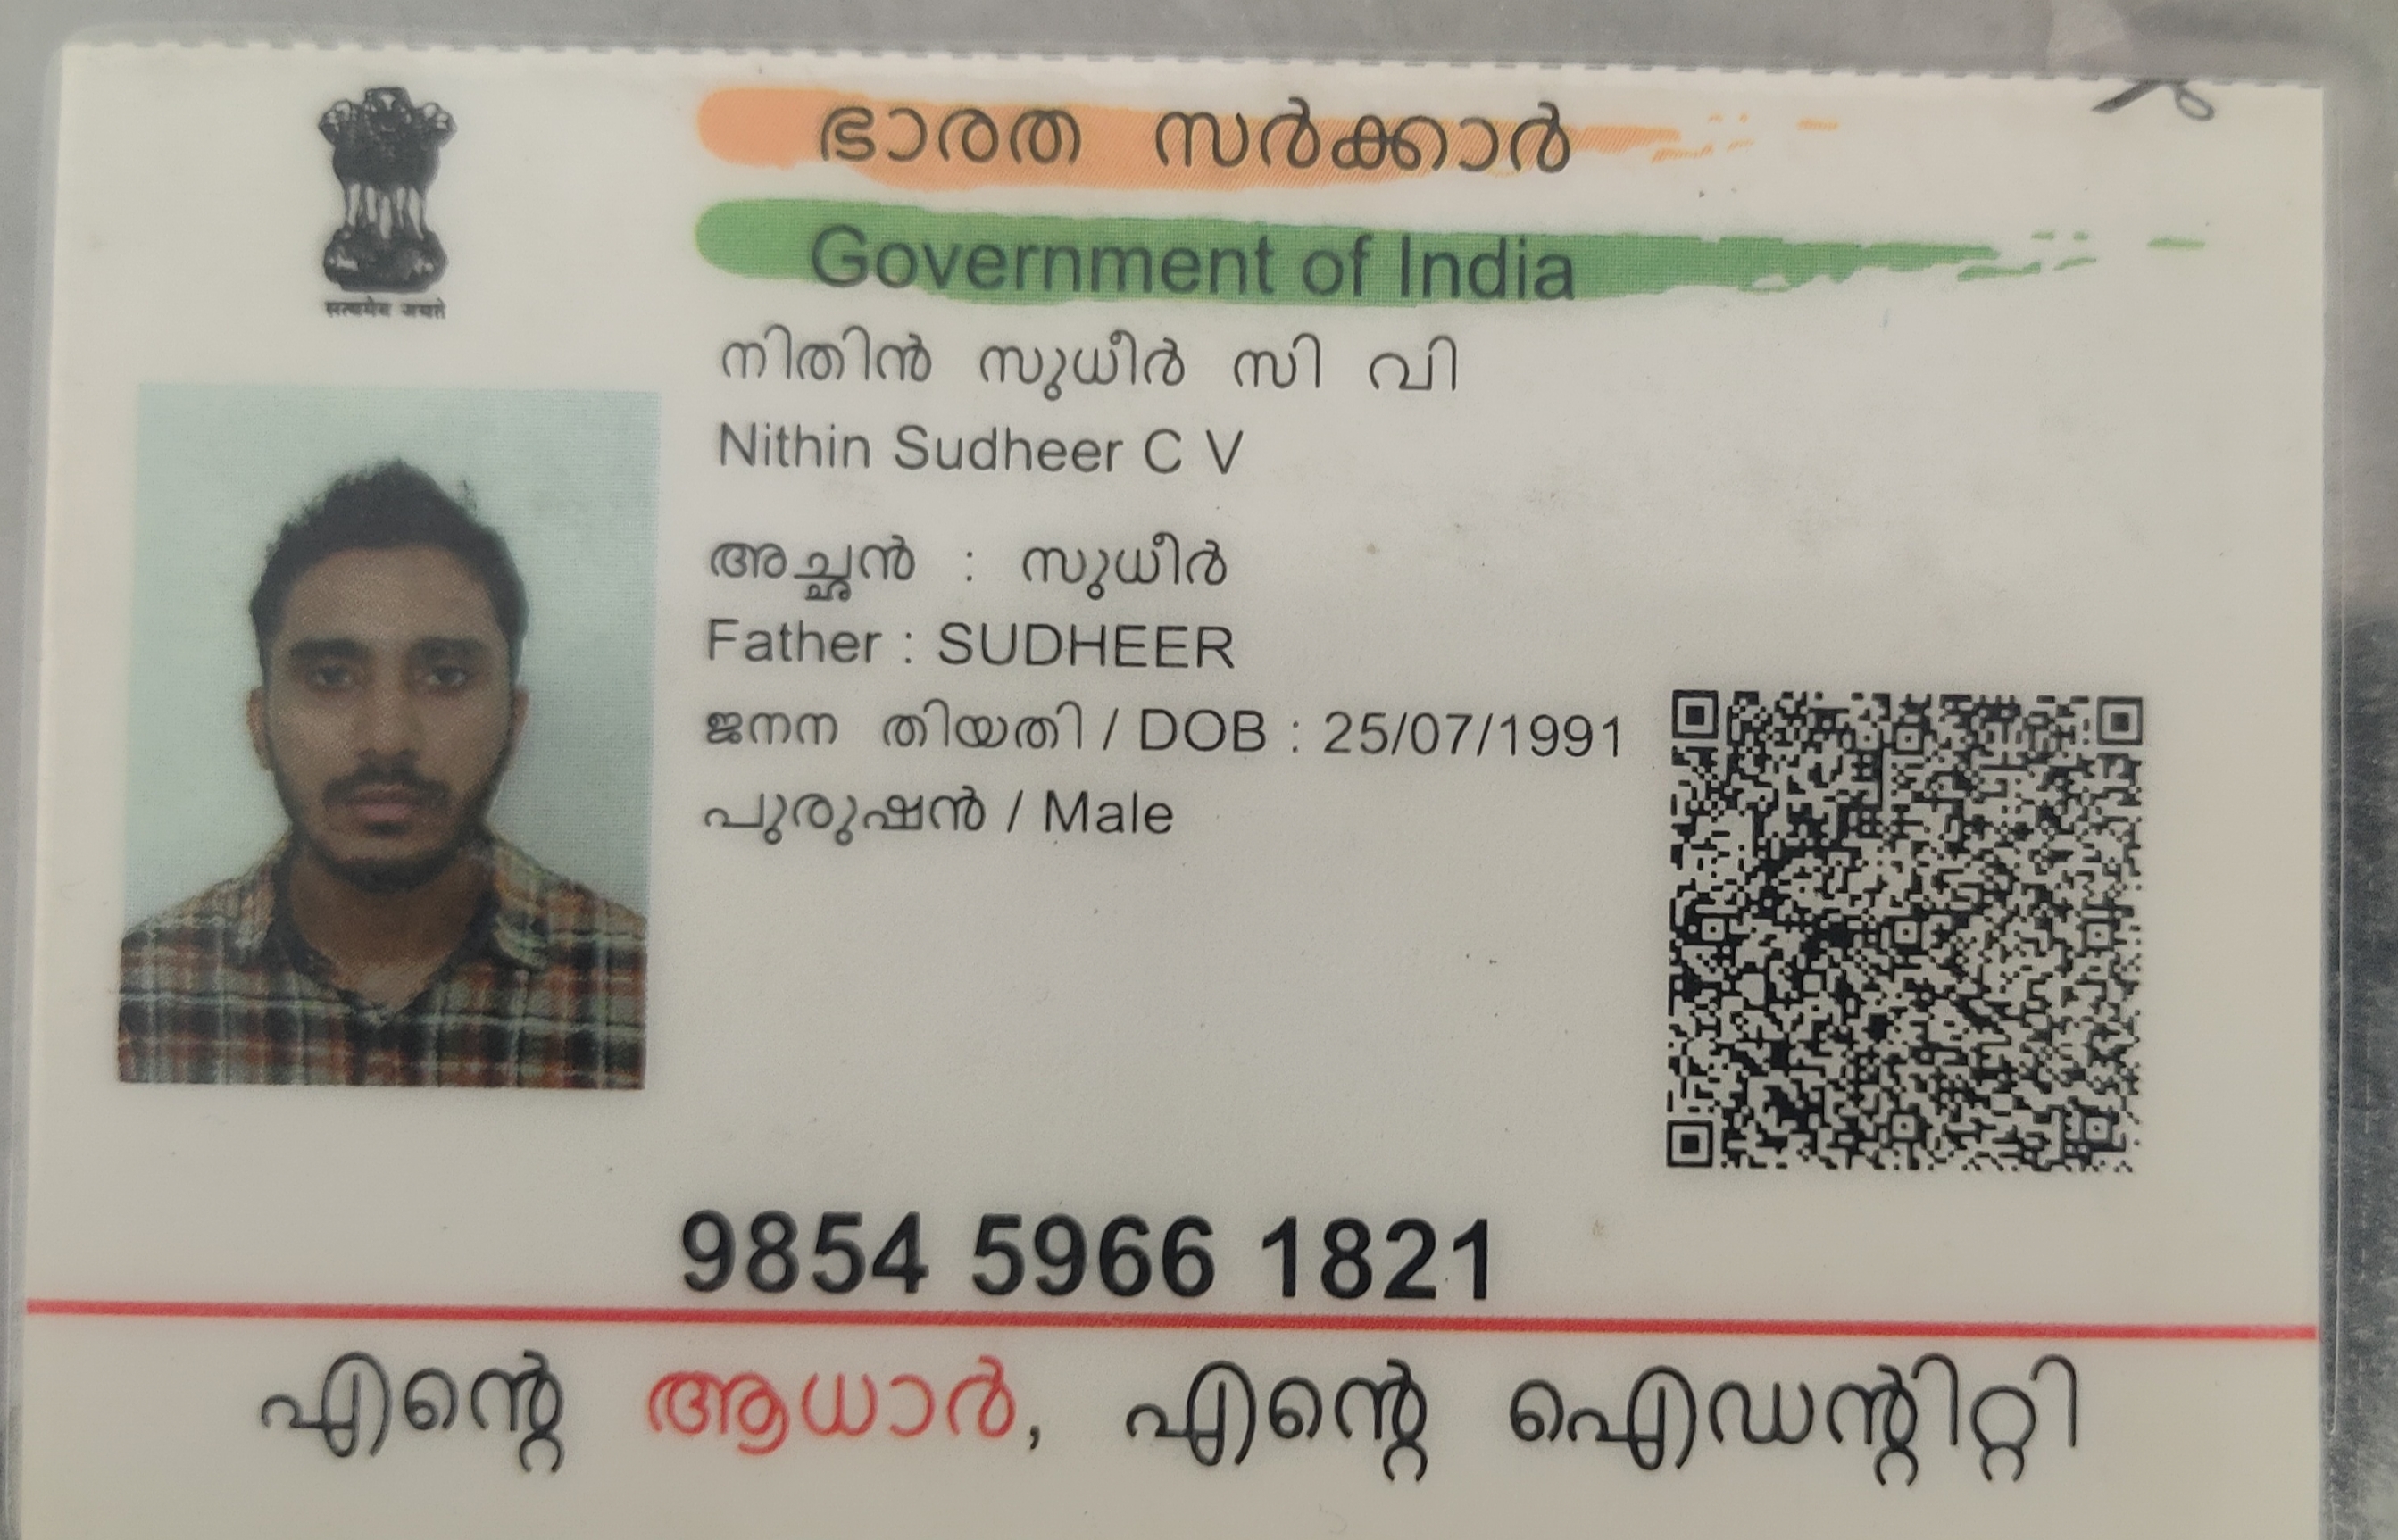 ഭാരത സർക്കാർ
Government of India
सत्यमेव जयते
നിതിൻ സുധീർ സി വി
Nithin Sudheer C V
അച്ഛൻ : സുധീർ
Father : SUDHEER
ജനന തിയതി / DOB : 25/07/1991
പുരുഷൻ / Male
9854 5966 1821
എന്റെ ആധാർ, എന്റെ ഐഡന്റിറ്റി